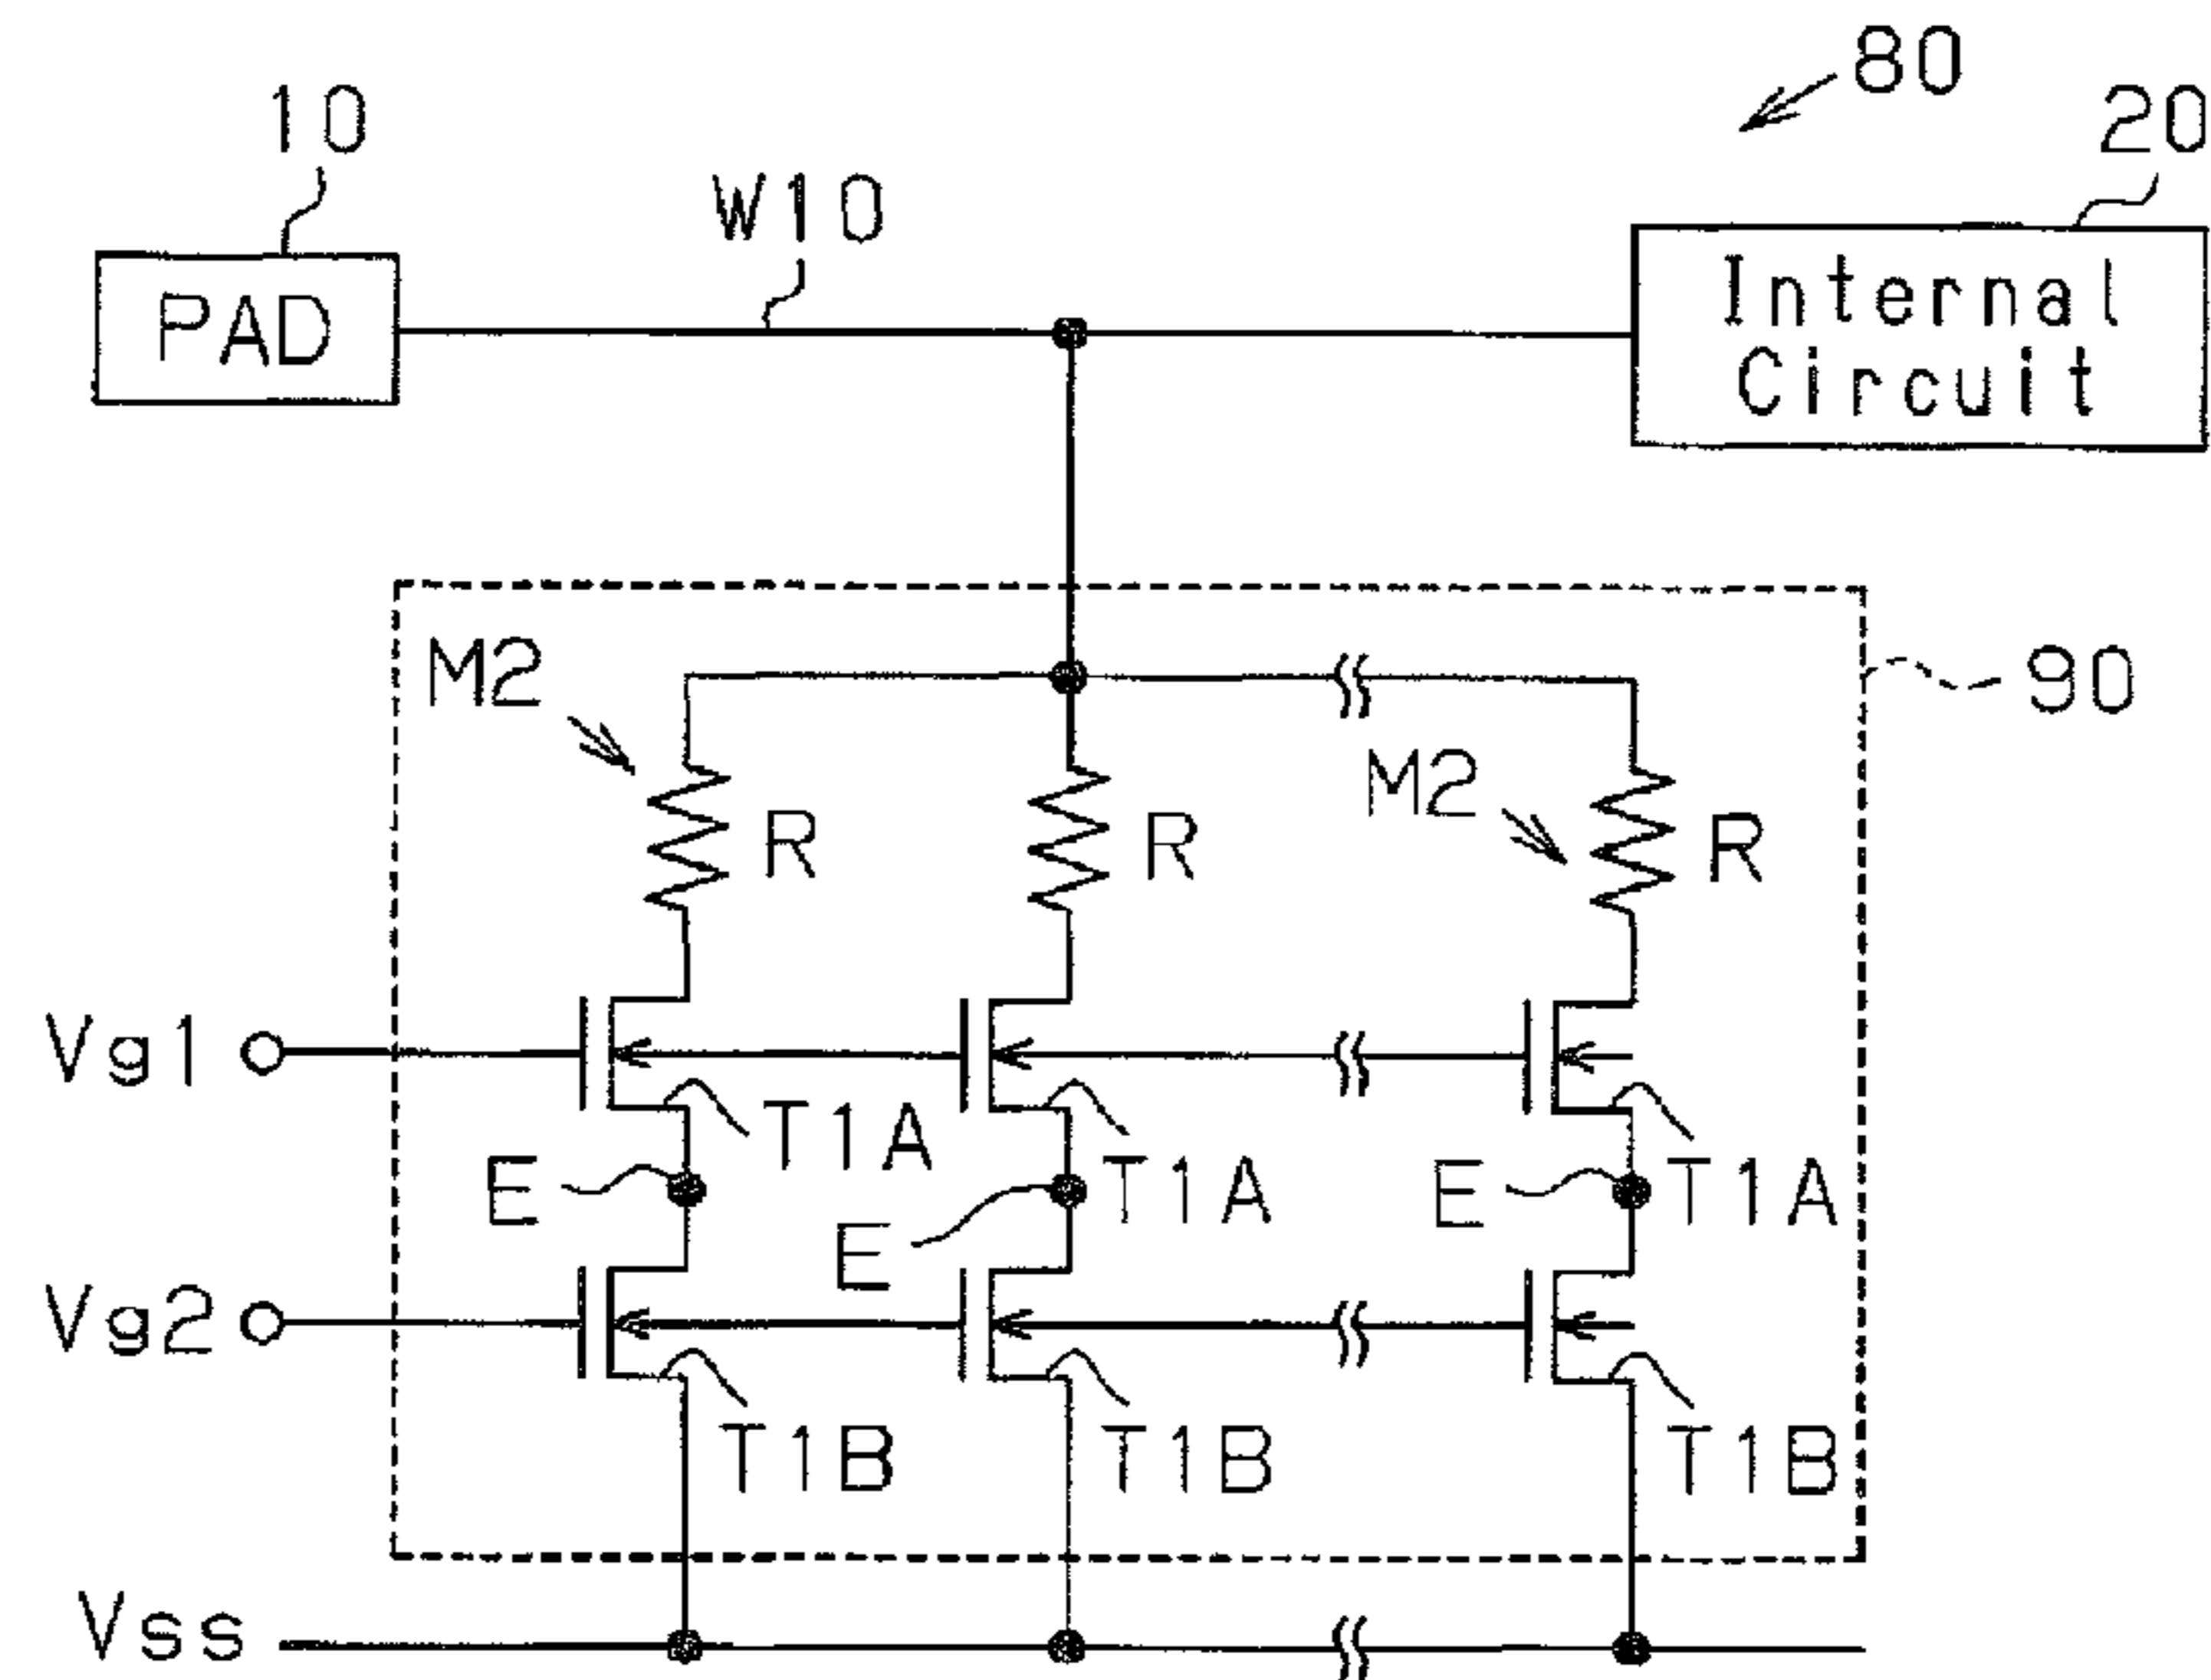 80
10
20
W10
PAD
Internal
Circuit
M2
90
M2
R
R
R
Vg1
T1A
E
T1A
E
T1A
E
Vg2
T1B
T1B
T1B
Vss